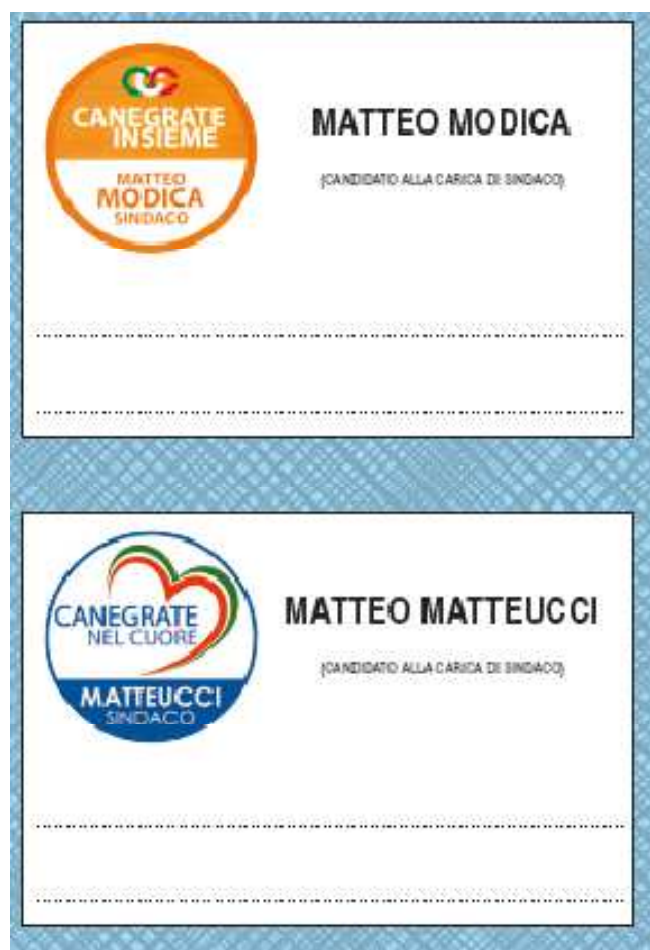 CANEGRATE
INSIEME
MATTEO
MODICA
SINDACO
MATTEO MODICA
(CANDIDATO ALLA CARICA DI SINDACO)
CANEGRATE
NEL CUORE
MATTEUCCI
SINDACO
MATTEO MATTEUCCI
(CANDIDATO ALLA CARICA DI SINDACO)